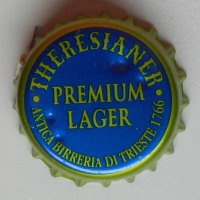 · THERESIANER ·
PREMIUM
LAGER
ANTICA BIRRERIA DI TRIESTE 1766